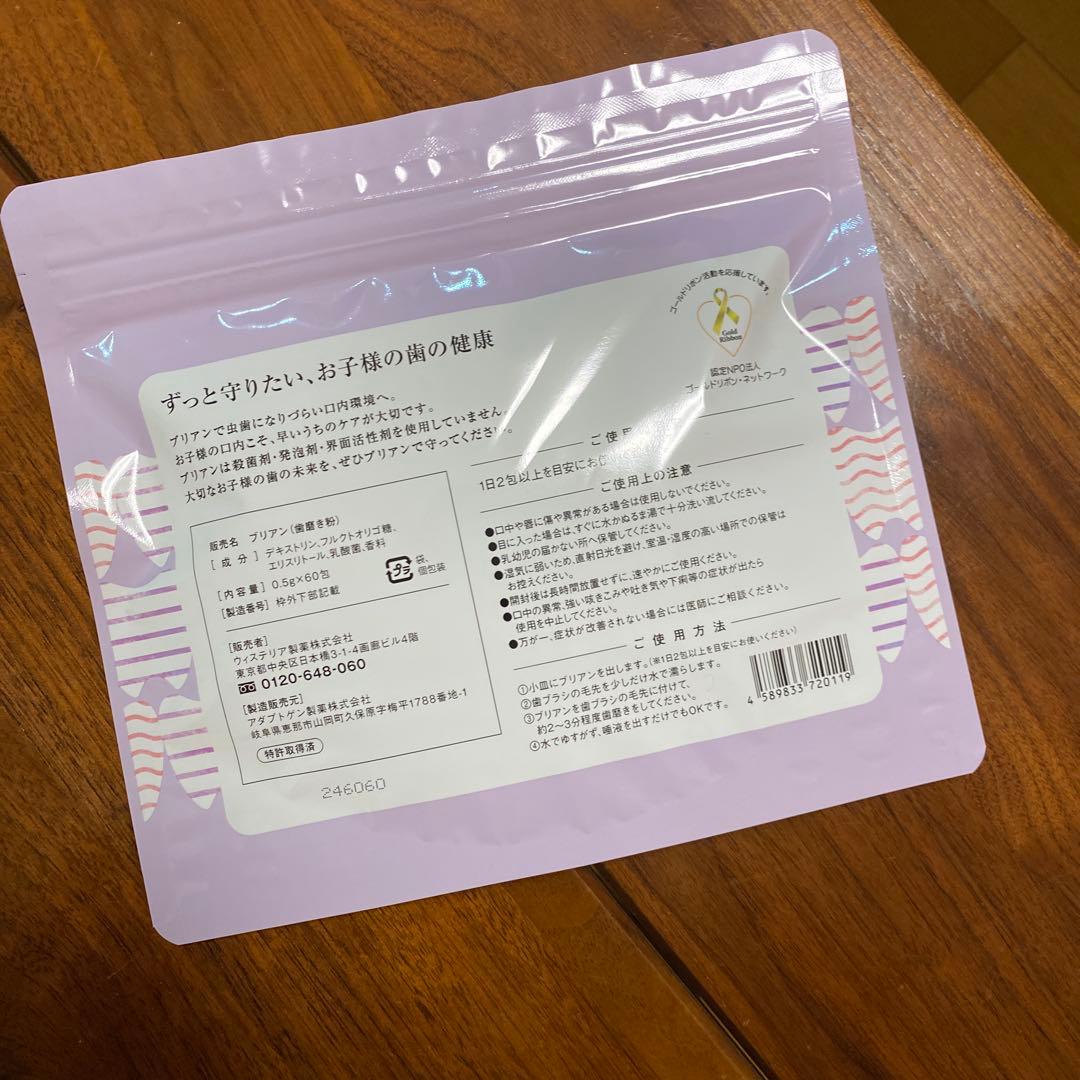 ずっと守りたい、お子様の歯の健康
ブリアンで虫歯になりづらい口内環境へ。
お子様の口内こそ、早いうちのケアが大切です。
ブリアンは殺菌剤・発泡剤・界面活性剤を使用していません。
大切なお子様の歯の未来を、ぜひブリアンで守ってください。
ゴールドリボン活動を応援しています。
Gold
Ribbon
認定NPO法人
ゴールドリボン・ネットワーク
販売名 ブリアン(歯磨き粉)
[成分] デキストリン、フルクトオリゴ糖、
エリスリトール、乳酸菌、香料
[内容量] 0.5g×60包
[製造番号] 枠外下部記載
プラ
袋、
個包装
[販売者]
ウィステリア製薬株式会社
東京都中央区日本橋3-1-4画廊ビル4階
0120-648-060
[製造販売元]
アダプトゲン製薬株式会社
岐阜県恵那市山岡町久保原字梅平1788番地-1
特許取得済
246060
ご使用
1日2包以上を目安にお使
ご使用上の注意
●口中や唇に傷や異常がある場合は使用しないでください。
●目に入った場合は、すぐに水かぬるま湯で十分洗い流してください。
●乳幼児の届かない所へ保管してください。
●湿気に弱いため、直射日光を避け、室温・湿度の高い場所での保管は
お控えください。
●開封後は長時間放置せずに、速やかにご使用ください。
●口中の異常、強い咳きこみや吐き気や下痢等の症状が出たら
使用を中止してください。
●万が一、症状が改善されない場合には医師にご相談ください。
ご使用方法
①小皿にブリアンを出します。(※1日2包以上を目安にお使いください)
②歯ブラシの毛先を少しだけ水で濡らします。
③ブリアンを歯ブラシの毛先に付けて、
約2～3分程度歯磨きをしてください。
④水でゆすがず、唾液を出すだけでもOKです。
4 589833 720119